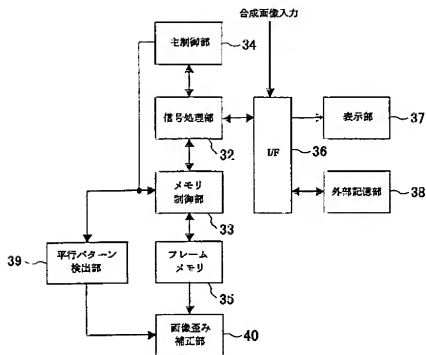 合成画像入力
主制御部
34
信号処理部
32
I/F
36
表示部
37
外部記憶部
38
メモリ
制御部
33
平行パターン
検出部
39
フレーム
メモリ
35
画像歪み
補正部
40